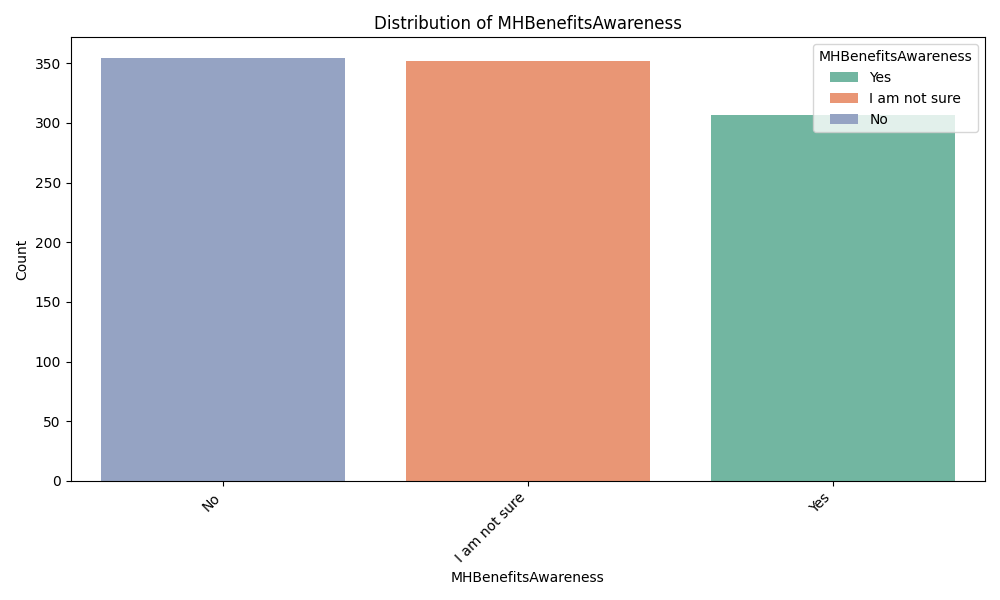 Distribution of MHBenefitsAwareness
MHBenefitsAwareness
Yes
I am not sure
No
Count
350
300
250
200
150
100
50
0
No
I am not sure
Yes
MHBenefitsAwareness